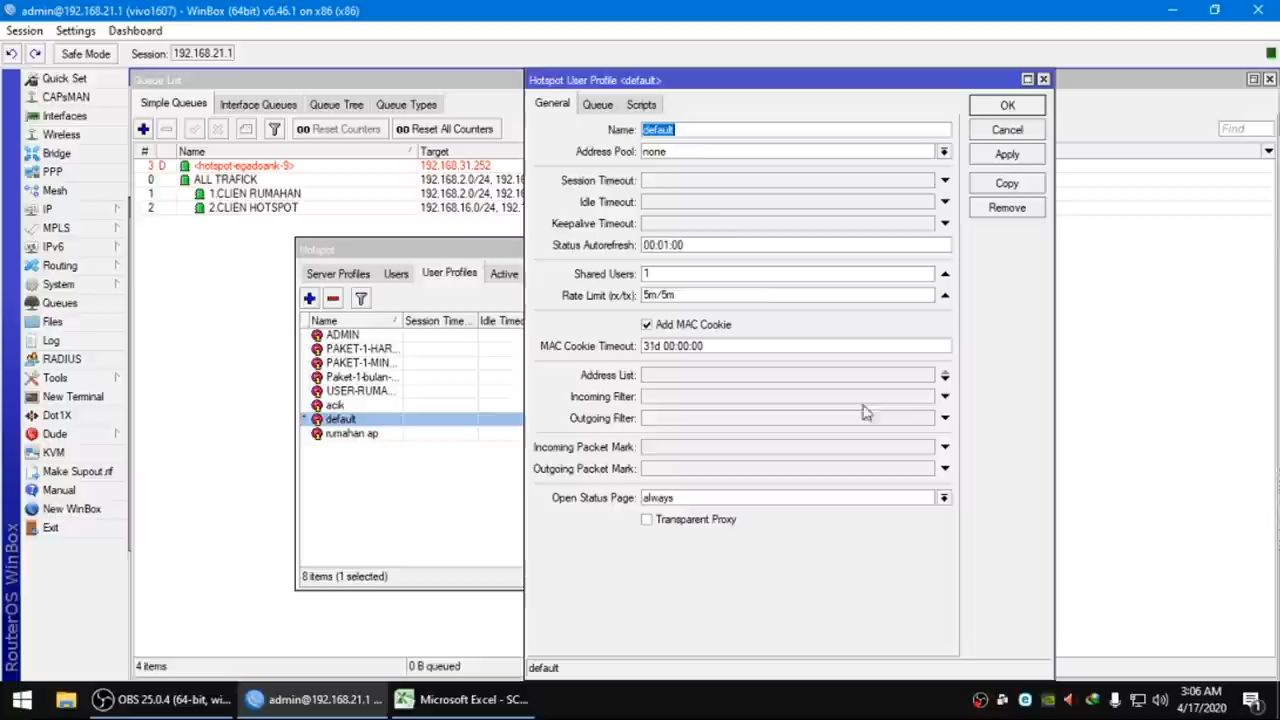 admin@192.168.21.1 (vivo1607) - WinBox (64bit) v6.46.1 on x86 (x86)
Session Settings Dashboard
Safe Mode Session: 192.168.21.1
Quick Set
CAPsMAN
Interfaces
Wireless
Bridge
PPP
Mesh
IP
MPLS
IPv6
Routing
System
Queues
Files
Log
RADIUS
Tools
New Terminal
Dot1X
Dude
KVM
Make Supout.rif
Manual
New WinBox
Exit
RouterOS WinBox
Queue List
Simple Queues Interface Queues Queue Tree Queue Types
Reset Counters Reset All Counters
Find
# Name Target
3 D <hotspot-egadoank-9> 192.168.31.252
0 ALL TRAFICK 192.168.2.0/24, 192.1
1 1.CLIEN RUMAHAN 192.168.2.0/24, 192.1
2 2.CLIEN HOTSPOT 192.168.16.0/24, 192.
4 items 0 B queued
Hotspot
Server Profiles Users User Profiles Active
Name Session Time... Idle Timeo
ADMIN
PAKET-1-HAR...
PAKET-1-MIN...
Paket-1-bulan-...
USER-RUMA...
acik
* default
rumahan ap
8 items (1 selected)
Hotspot User Profile <default>
General Queue Scripts
Name: default
Address Pool: none
Session Timeout:
Idle Timeout:
Keepalive Timeout:
Status Autorefresh: 00:01:00
Shared Users: 1
Rate Limit (rx/tx): 5m/5m
Add MAC Cookie
MAC Cookie Timeout: 31d 00:00:00
Address List:
Incoming Filter:
Outgoing Filter:
Incoming Packet Mark:
Outgoing Packet Mark:
Open Status Page: always
Transparent Proxy
default
OK
Cancel
Apply
Copy
Remove
OBS 25.0.4 (64-bit, wi... admin@192.168.21.1 ... Microsoft Excel - SC...
3:06 AM
4/17/2020
1